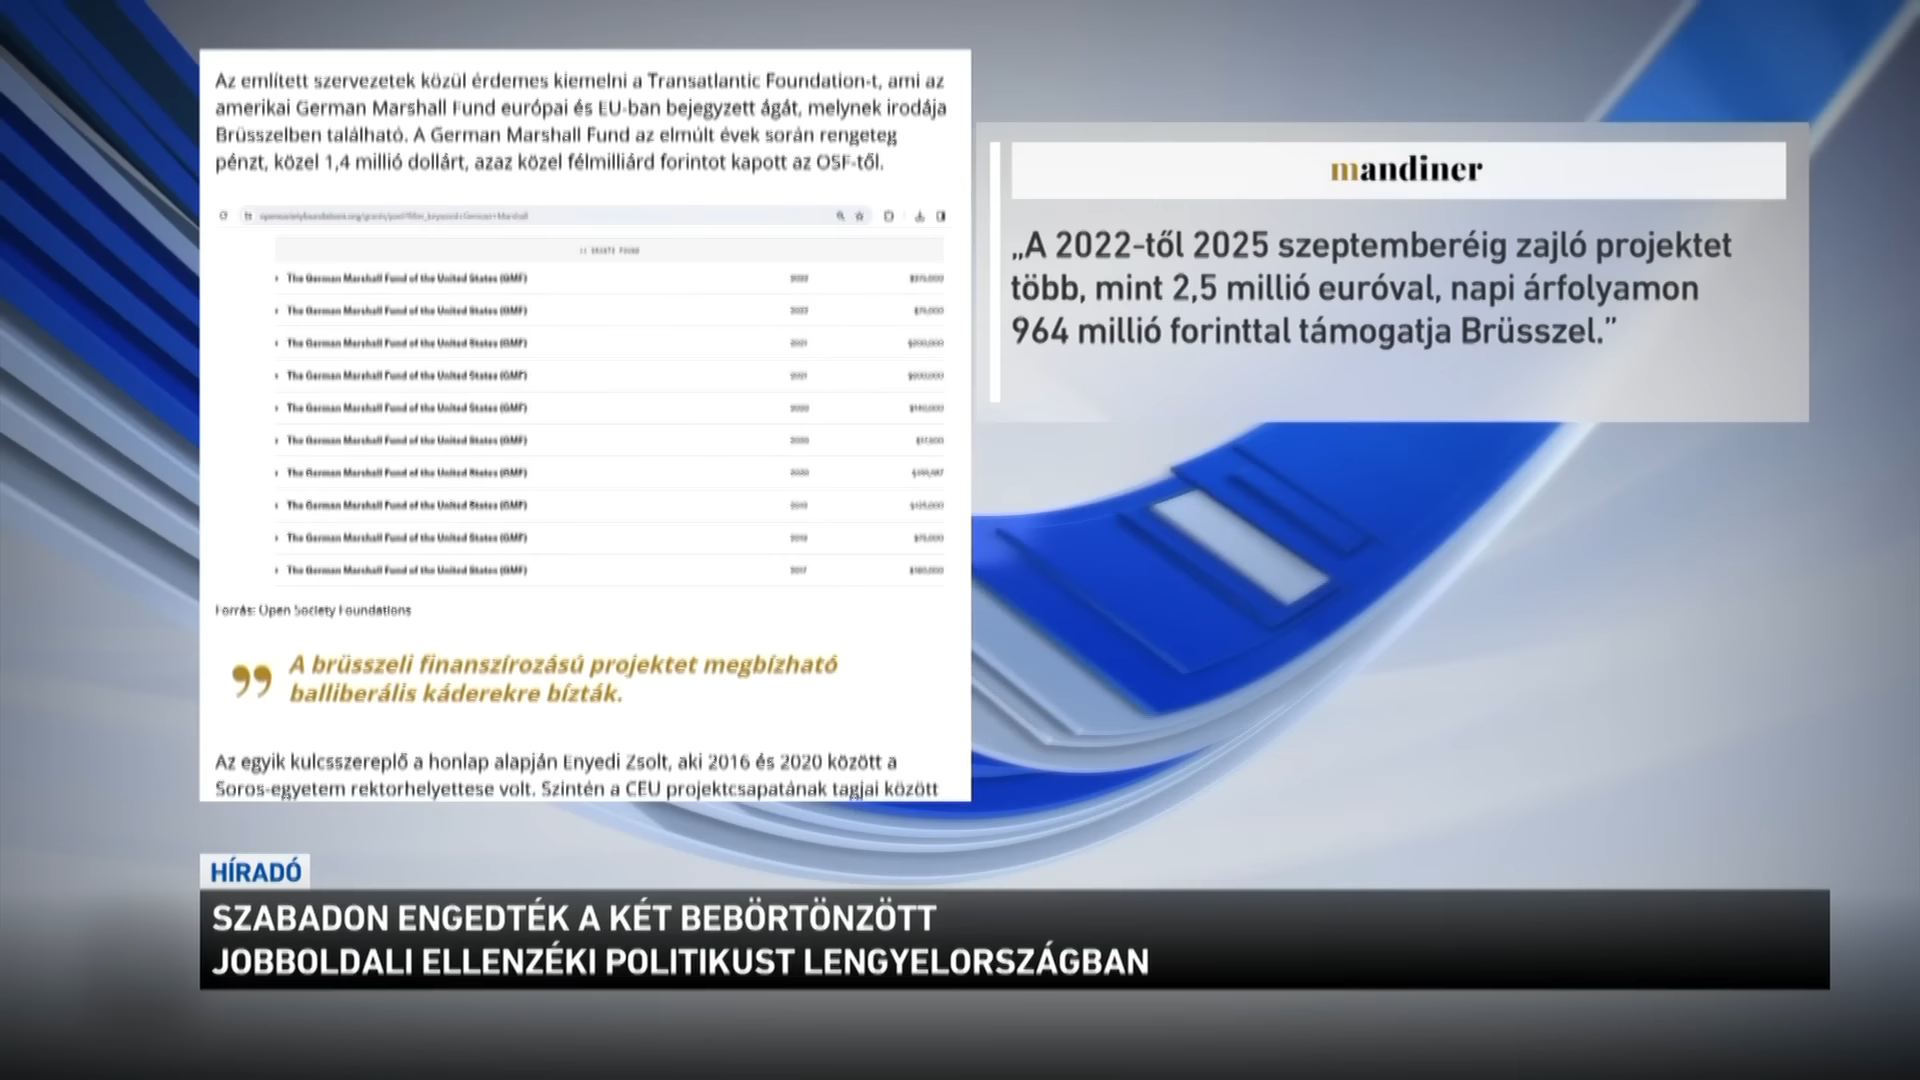 Az említett szervezetek közül érdemes kiemelni a Transatlantic Foundation-t, ami az
amerikai German Marshall Fund európai és EU-ban bejegyzett ágát, melynek irodája
Brüsszelben található. A German Marshall Fund az elmúlt évek során rengeteg
pénzt, közel 1,4 millió dollárt, azaz közel félmilliárd forintot kapott az OSF-től.
The German Marshall Fund of the United States (GMF)
The German Marshall Fund of the United States (GMF)
The German Marshall Fund of the United States (GMF) 2021
The German Marshall Fund of the United States (GMF) 2021
The German Marshall Fund of the United States (GMF)
The German Marshall Fund of the United States (GMF)
The German Marshall Fund of the United States (GMF)
The German Marshall Fund of the United States (GMF)
The German Marshall Fund of the United States (GMF)
The German Marshall Fund of the United States (GMF) 2017
Forrás: Open Society Foundations
” A brüsszeli finanszírozású projektet megbízható
balliberális káderekre bízták.
Az egyik kulcsszereplő a honlap alapján Enyedi Zsolt, aki 2016 és 2020 között a
Soros-egyetem rektorhelyettese volt. Szintén a CEU projektcsapatának tagjai között
mandiner
„A 2022-től 2025 szeptemberéig zajló projektet
több, mint 2,5 millió euróval, napi árfolyamon
964 millió forinttal támogatja Brüsszel.”
HÍRADÓ
SZABADON ENGEDTÉK A KÉT BEBÖRTÖNZÖTT
JOBBOLDALI ELLENZÉKI POLITIKUST LENGYELORSZÁGBAN